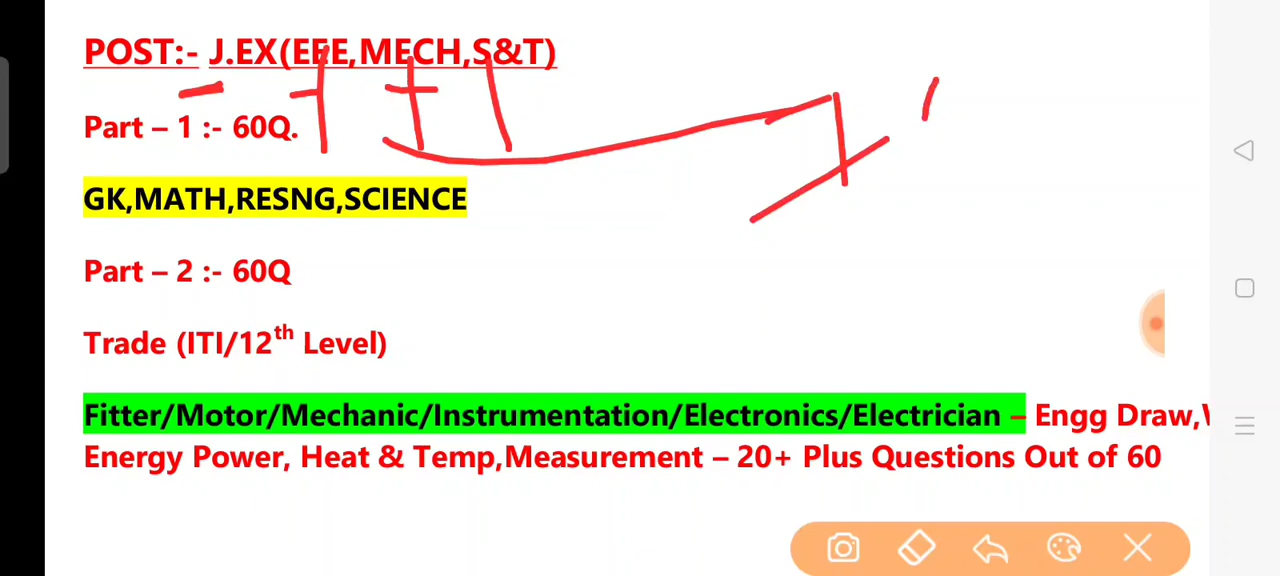 POST:- J.EX(EEE,MECH,S&T)
Part – 1 :- 60Q.
GK,MATH,RESNG,SCIENCE
Part – 2 :- 60Q
Trade (ITI/12th Level)
Fitter/Motor/Mechanic/Instrumentation/Electronics/Electrician – Engg Draw,
Energy Power, Heat & Temp,Measurement – 20+ Plus Questions Out of 60